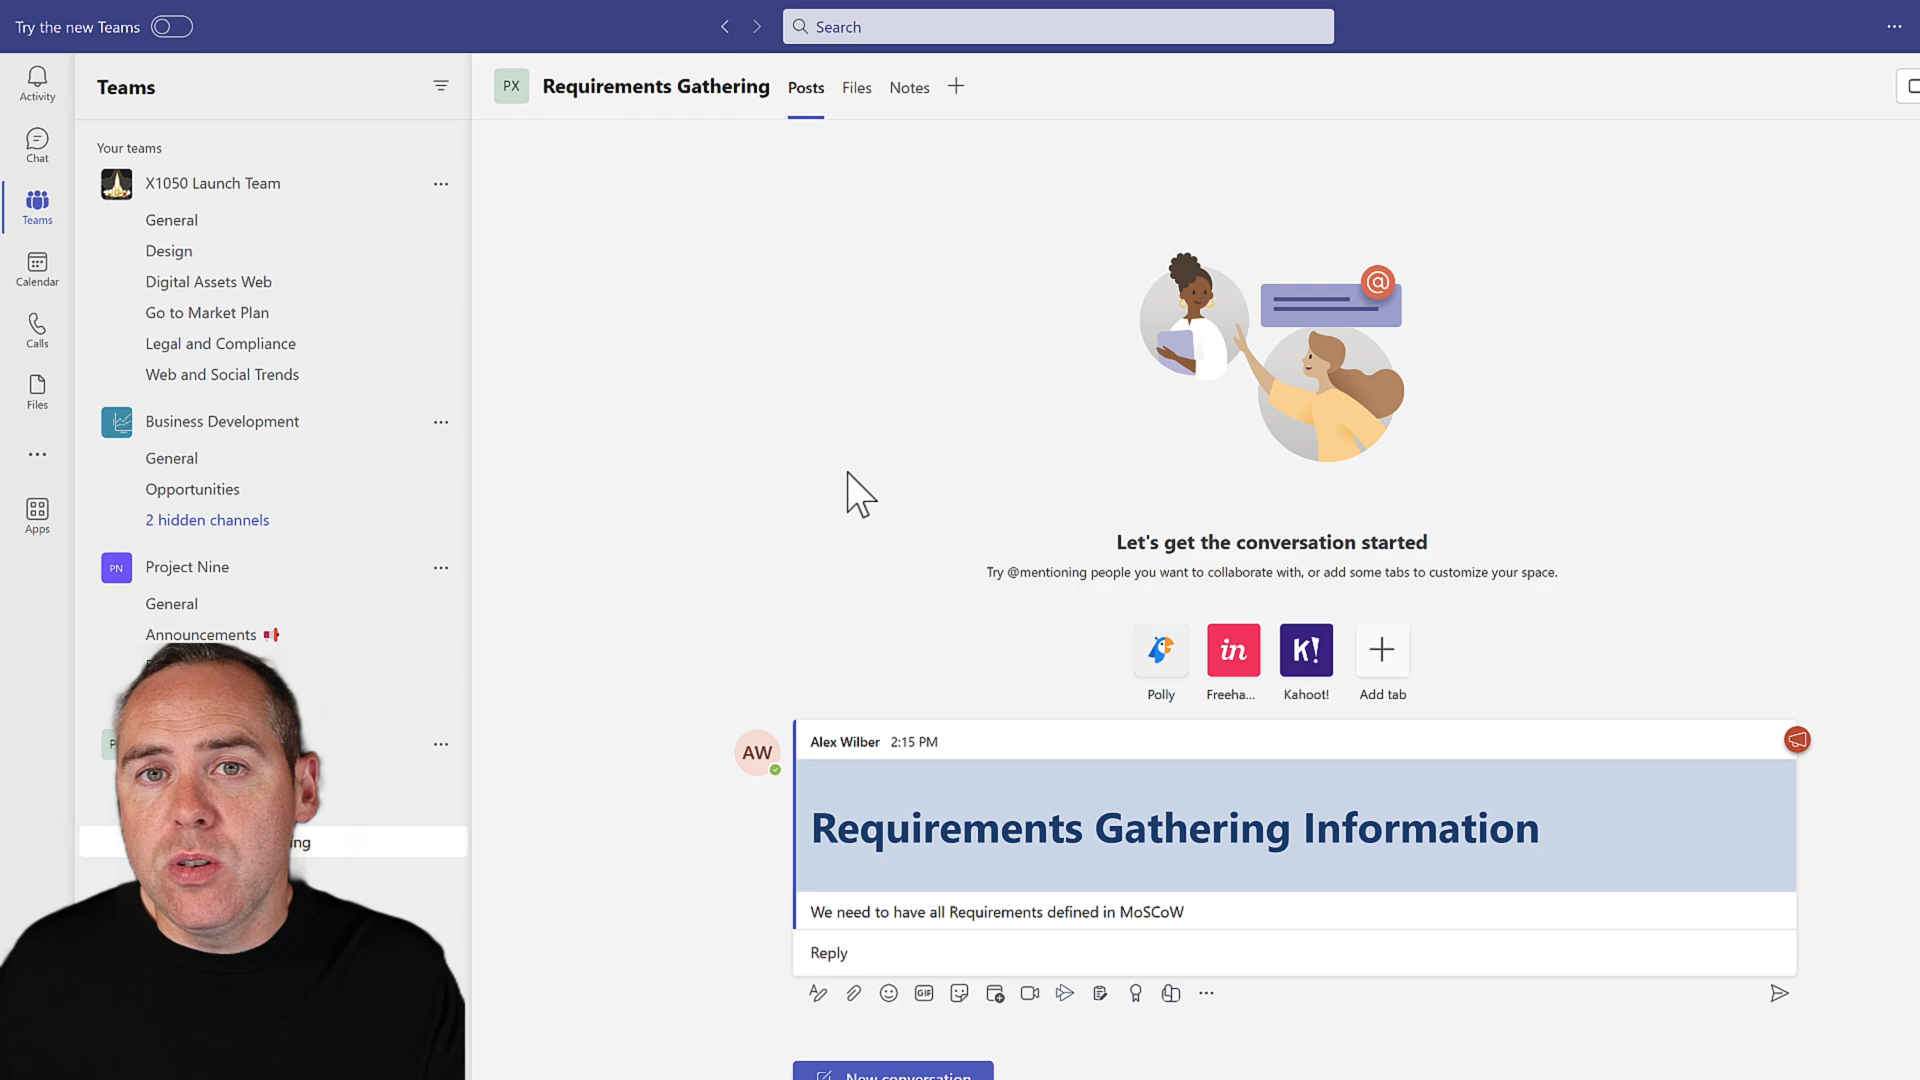 Try the new Teams
Search
Activity
Chat
Teams
Calendar
Calls
Files
Apps
Teams
Your teams
X1050 Launch Team
General
Design
Digital Assets Web
Go to Market Plan
Legal and Compliance
Web and Social Trends
Business Development
General
Opportunities
2 hidden channels
PN
Project Nine
General
Announcements
PX
Requirements Gathering
Posts
Files
Notes
@
Let's get the conversation started
Try @mentioning people you want to collaborate with, or add some tabs to customize your space.
in
K!
Polly
Freeha...
Kahoot!
Add tab
AW
Alex Wilber 2:15 PM
Requirements Gathering Information
We need to have all Requirements defined in MoSCoW
Reply
GIF
New conversation